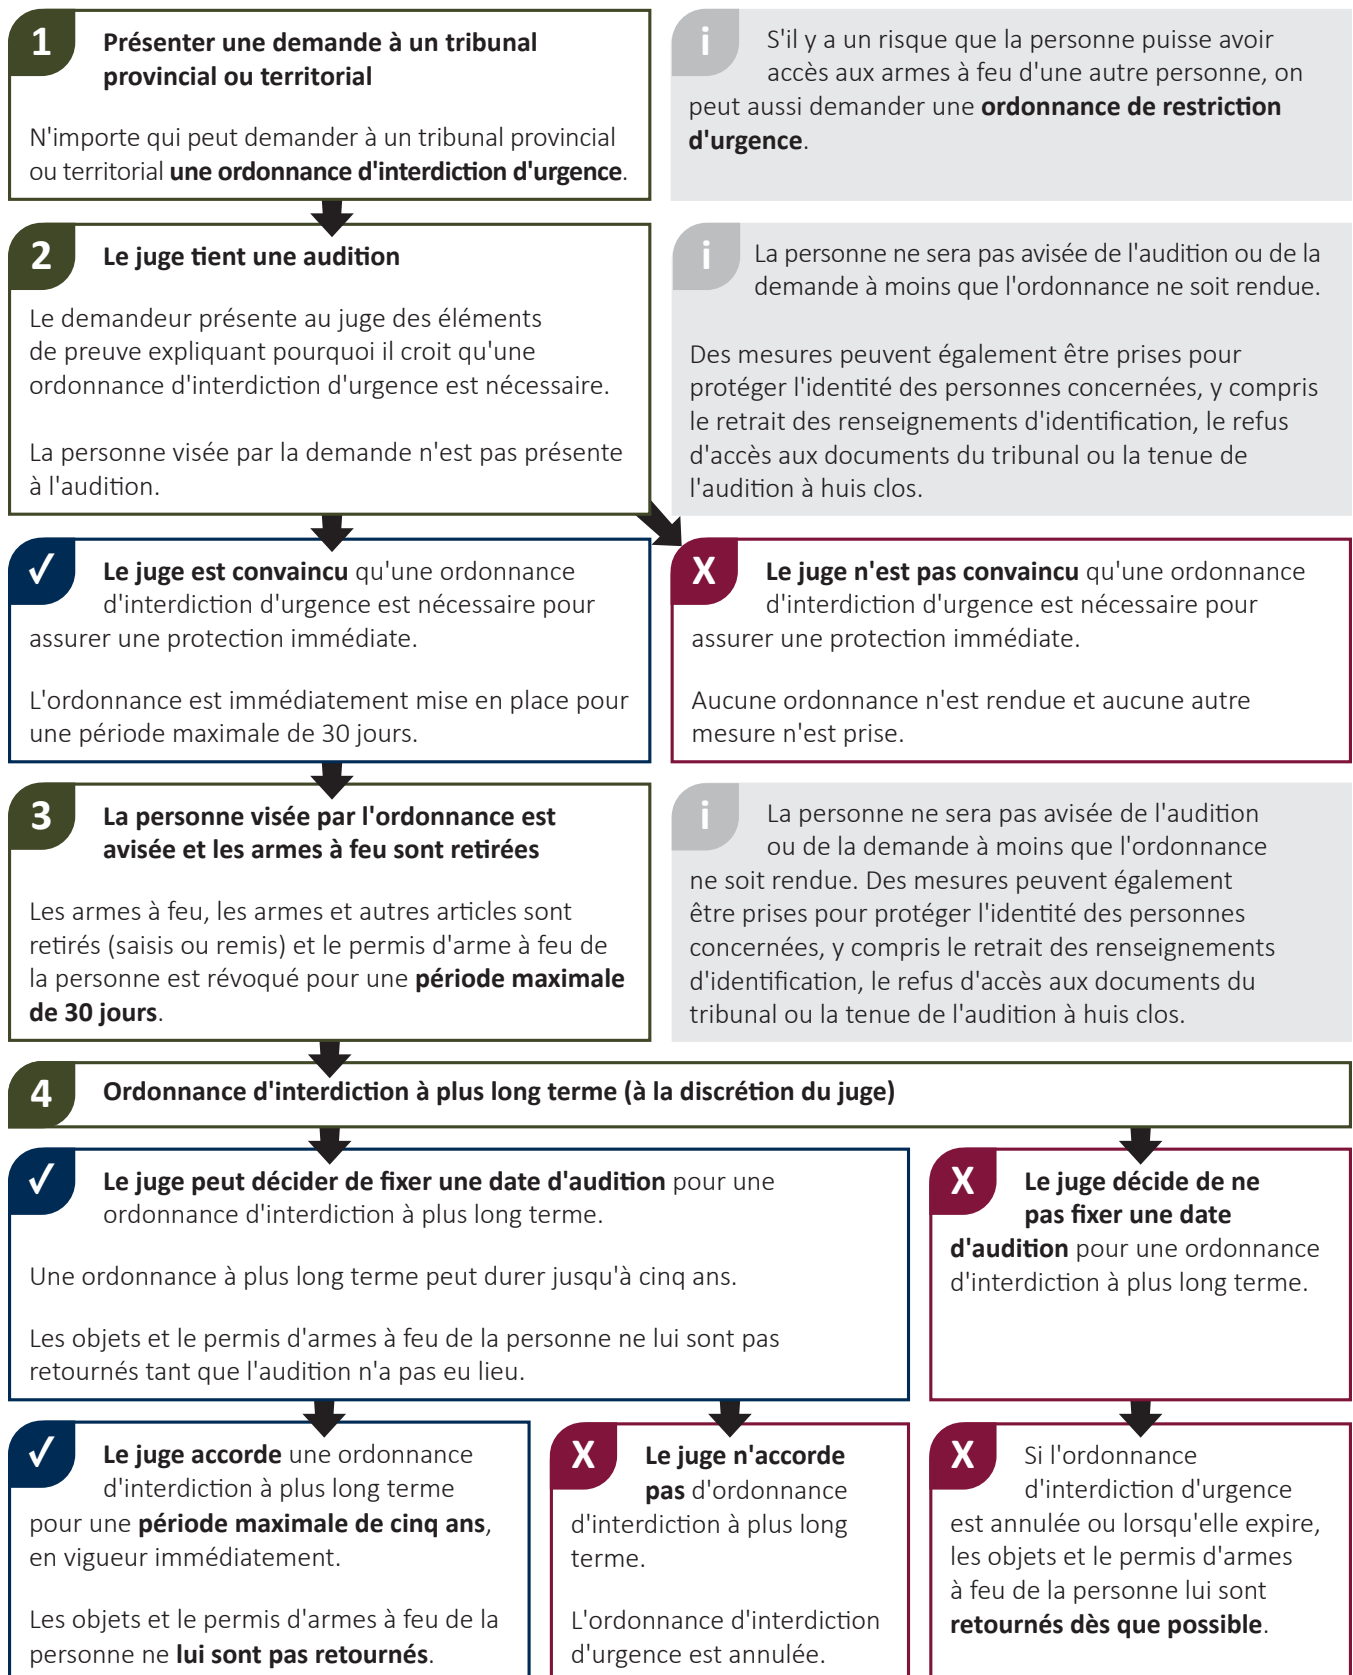 1
Présenter une demande à un tribunal
provincial ou territorial
N'importe qui peut demander à un tribunal provincial
ou territorial une ordonnance d'interdiction d'urgence.
i
S'il y a un risque que la personne puisse avoir
accès aux armes à feu d'une autre personne, on
peut aussi demander une ordonnance de restriction
d'urgence.
2
Le juge tient une audition
Le demandeur présente au juge des éléments
de preuve expliquant pourquoi il croit qu'une
ordonnance d'interdiction d'urgence est nécessaire.
La personne visée par la demande n'est pas présente
à l'audition.
i
La personne ne sera pas avisée de l'audition ou de la
demande à moins que l'ordonnance ne soit rendue.
Des mesures peuvent également être prises pour
protéger l'identité des personnes concernées, y compris
le retrait des renseignements d'identification, le refus
d'accès aux documents du tribunal ou la tenue de
l'audition à huis clos.
✓
Le juge est convaincu qu'une ordonnance
d'interdiction d'urgence est nécessaire pour
assurer une protection immédiate.
L'ordonnance est immédiatement mise en place pour
une période maximale de 30 jours.
X
Le juge n'est pas convaincu qu'une ordonnance
d'interdiction d'urgence est nécessaire pour
assurer une protection immédiate.
Aucune ordonnance n'est rendue et aucune autre
mesure n'est prise.
3
La personne visée par l'ordonnance est
avisée et les armes à feu sont retirées
Les armes à feu, les armes et autres articles sont
retirés (saisis ou remis) et le permis d'arme à feu de
la personne est révoqué pour une période maximale
de 30 jours.
i
La personne ne sera pas avisée de l'audition
ou de la demande à moins que l'ordonnance
ne soit rendue. Des mesures peuvent également
être prises pour protéger l'identité des personnes
concernées, y compris le retrait des renseignements
d'identification, le refus d'accès aux documents du
tribunal ou la tenue de l'audition à huis clos.
4
Ordonnance d'interdiction à plus long terme (à la discrétion du juge)
✓
Le juge peut décider de fixer une date d'audition pour une
ordonnance d'interdiction à plus long terme.
Une ordonnance à plus long terme peut durer jusqu'à cinq ans.
Les objets et le permis d'armes à feu de la personne ne lui sont pas
retournés tant que l'audition n'a pas eu lieu.
X
Le juge décide de ne
pas fixer une date
d'audition pour une ordonnance
d'interdiction à plus long terme.
✓
Le juge accorde une ordonnance
d'interdiction à plus long terme
pour une période maximale de cinq ans,
en vigueur immédiatement.
Les objets et le permis d'armes à feu de la
personne ne lui sont pas retournés.
X
Le juge n'accorde
pas d'ordonnance
d'interdiction à plus long
terme.
L'ordonnance d'interdiction
d'urgence est annulée.
X
Si l'ordonnance
d'interdiction d'urgence
est annulée ou lorsqu'elle expire,
les objets et le permis d'armes
à feu de la personne lui sont
retournés dès que possible.